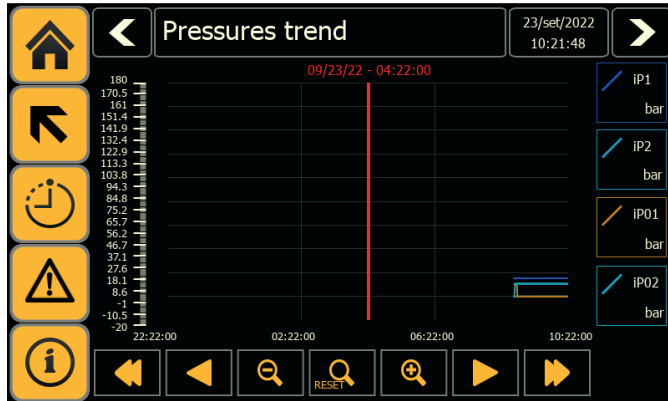 Pressures trend
23/set/2022
10:21:48
09/23/22 - 04:22:00
180
170.5
161
151.4
141.9
132.4
122.9
113.3
103.8
94.3
84.8
75.2
65.7
56.2
46.7
37.1
27.6
18.1
8.6
-1
-10.5
-20
22:22:00
02:22:00
06:22:00
10:22:00
iP1
bar
iP2
bar
iP01
bar
iP02
bar
RESET